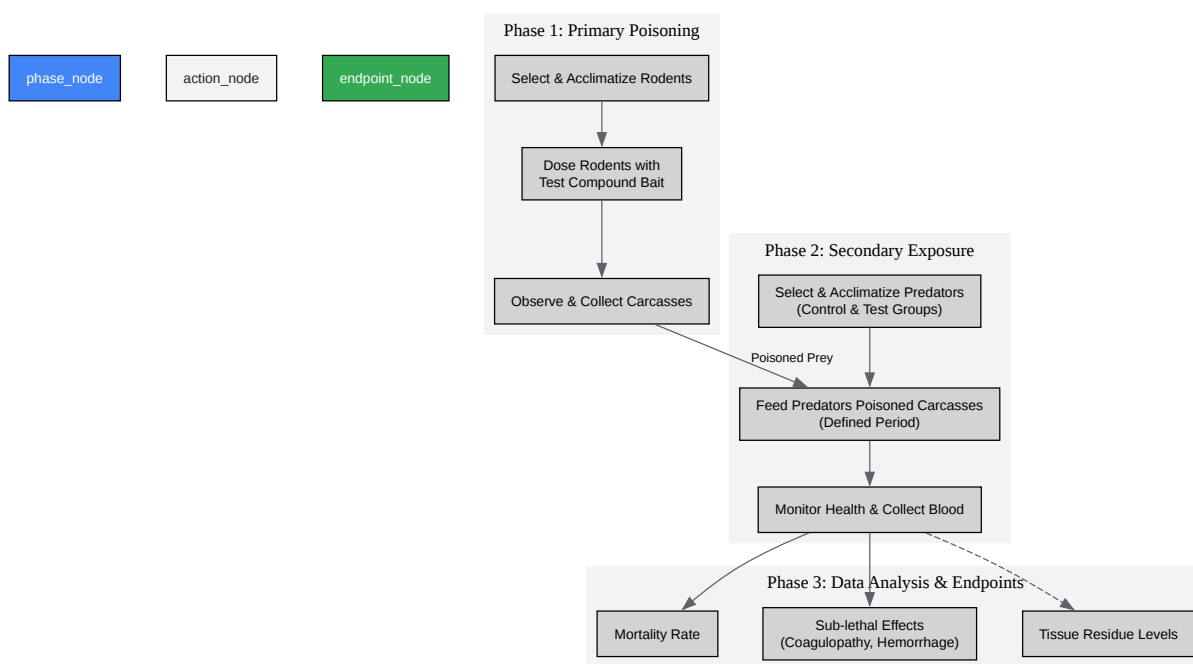 Phase 1: Primary Poisoning
phase_node
action_node
endpoint_node
Select & Acclimatize Rodents
Dose Rodents with
Test Compound Bait
Observe & Collect Carcasses
Phase 2: Secondary Exposure
Select & Acclimatize Predators
(Control & Test Groups)
Poisoned Prey
Feed Predators Poisoned Carcasses
(Defined Period)
Monitor Health & Collect Blood
Phase 3: Data Analysis & Endpoints
Mortality Rate
Sub-lethal Effects
(Coagulopathy, Hemorrhage)
Tissue Residue Levels